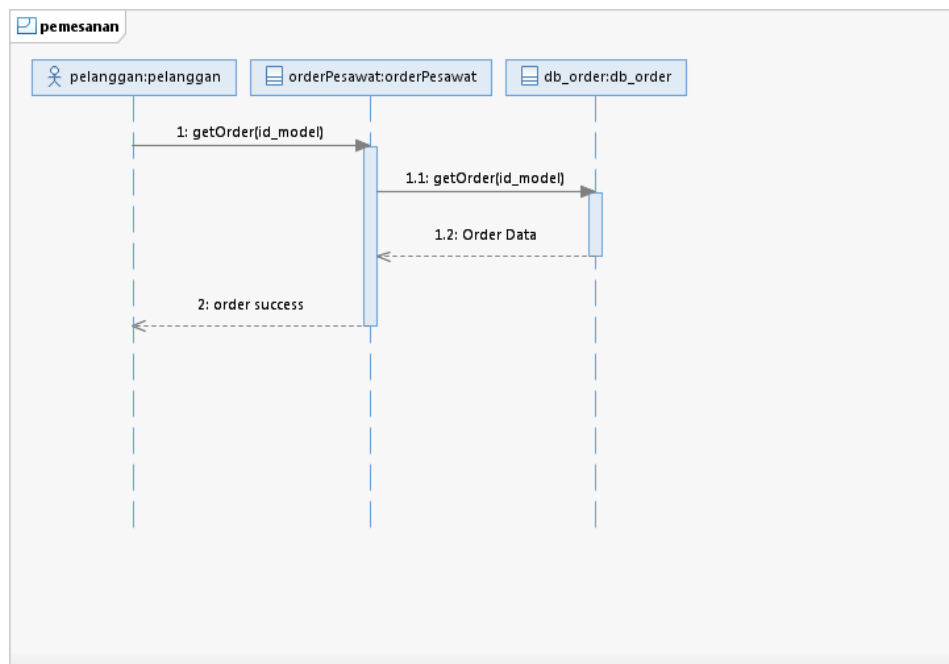 pemesanan
pelanggan:pelanggan
orderPesawat:orderPesawat
db_order:db_order
1: getOrder(id_model)
1.1: getOrder(id_model)
1.2: Order Data
2: order success